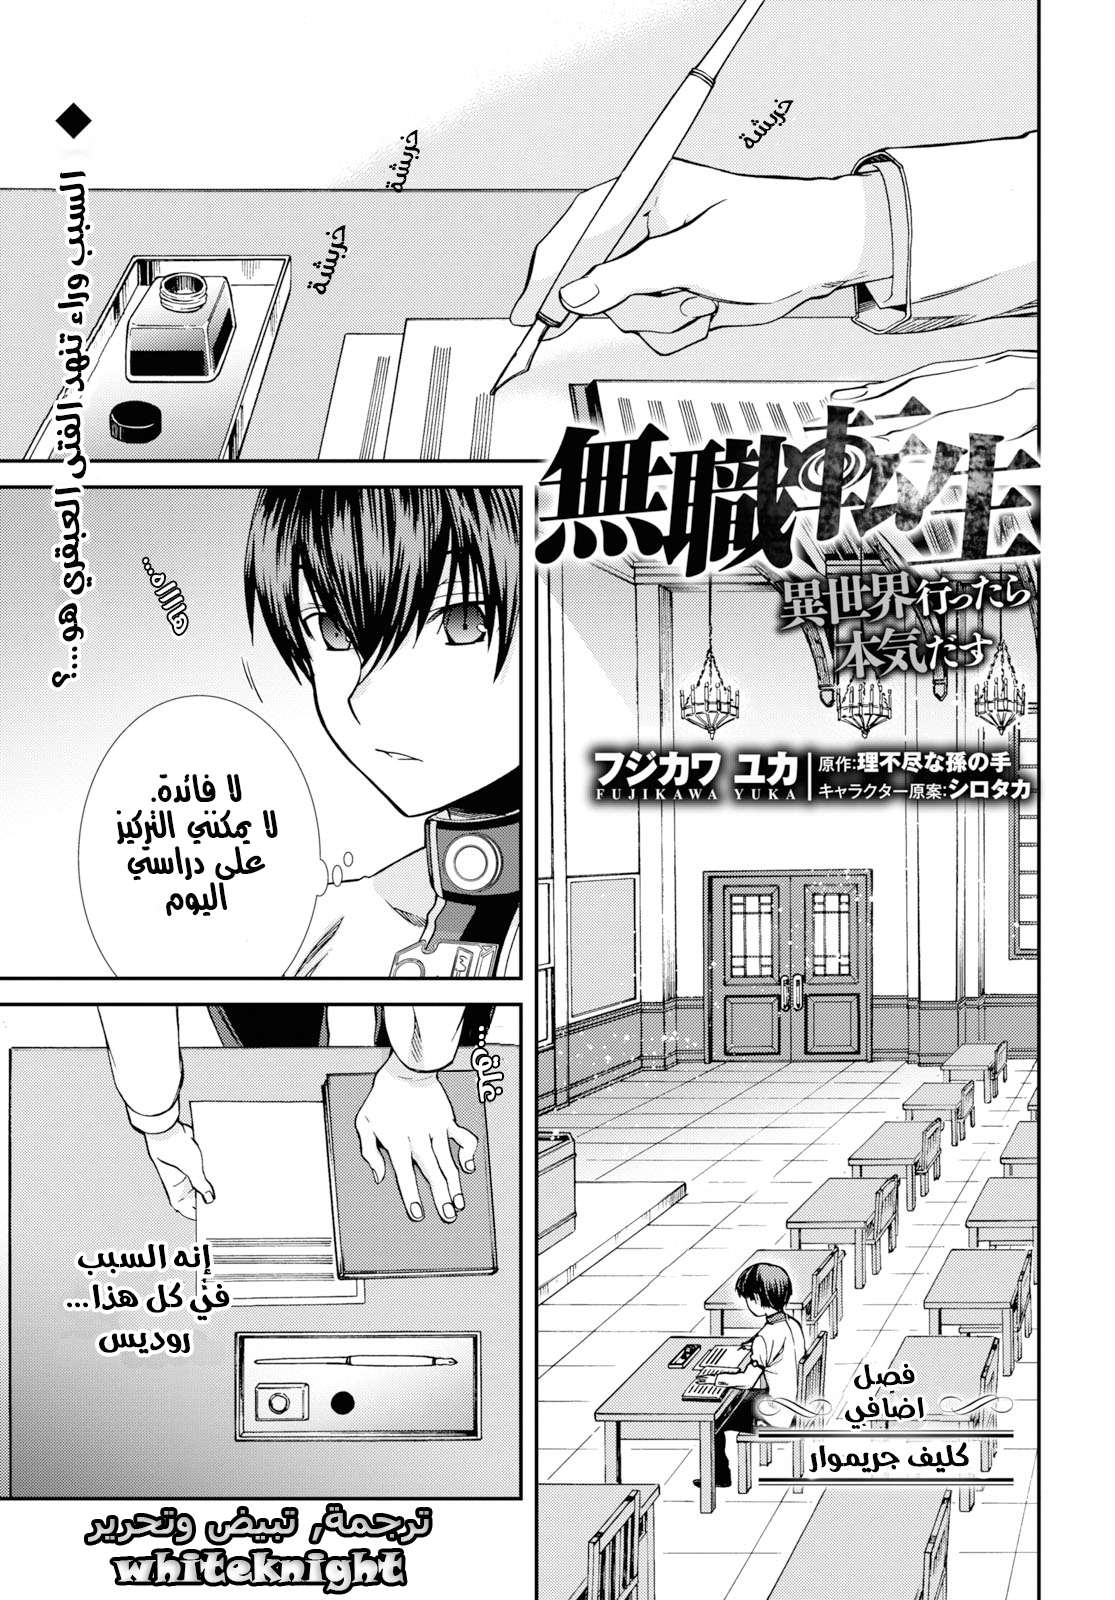 خربشة
خربشة
خربشة
السبب وراء تنهد الفتى العبقري هو...؟
無職転生
異世界行ったら
本気だす
フジカワ ユカ
FUJIKAWA YUKA
原作:理不尽な孫の手
キャラクター原案:シロタカ
هااااه...
لا فائدة.
لا يمكنني التركيز
على دراستي
اليوم
غلق...
إنه السبب
في كل هذا...
روديس
فصل
اضافي
كليف جريموار
ترجمة, تبيض وتحرير
whiteknight